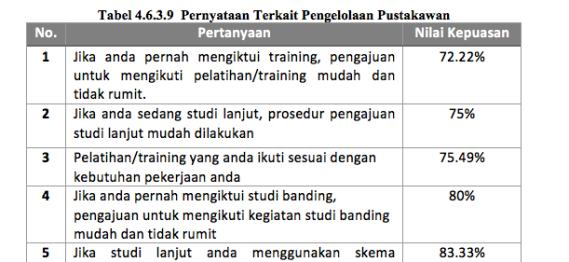 Tabel 4.6.3.9 Pernyataan Terkait Pengelolaan Pustakawan
No. Pertanyaan Nilai Kepuasan
1 Jika anda pernah mengiktui training, pengajuan 72.22%
untuk mengikuti pelatihan/training mudah dan
tidak rumit.
2 Jika anda sedang studi lanjut, prosedur pengajuan 75%
studi lanjut mudah dilakukan
3 Pelatihan/training yang anda ikuti sesuai dengan 75.49%
kebutuhan pekerjaan anda
4 Jika anda pernah mengiktui studi banding, 80%
pengajuan untuk mengikuti kegiatan studi banding
mudah dan tidak rumit
5 Jika studi lanjut anda menggunakan skema 83.33%